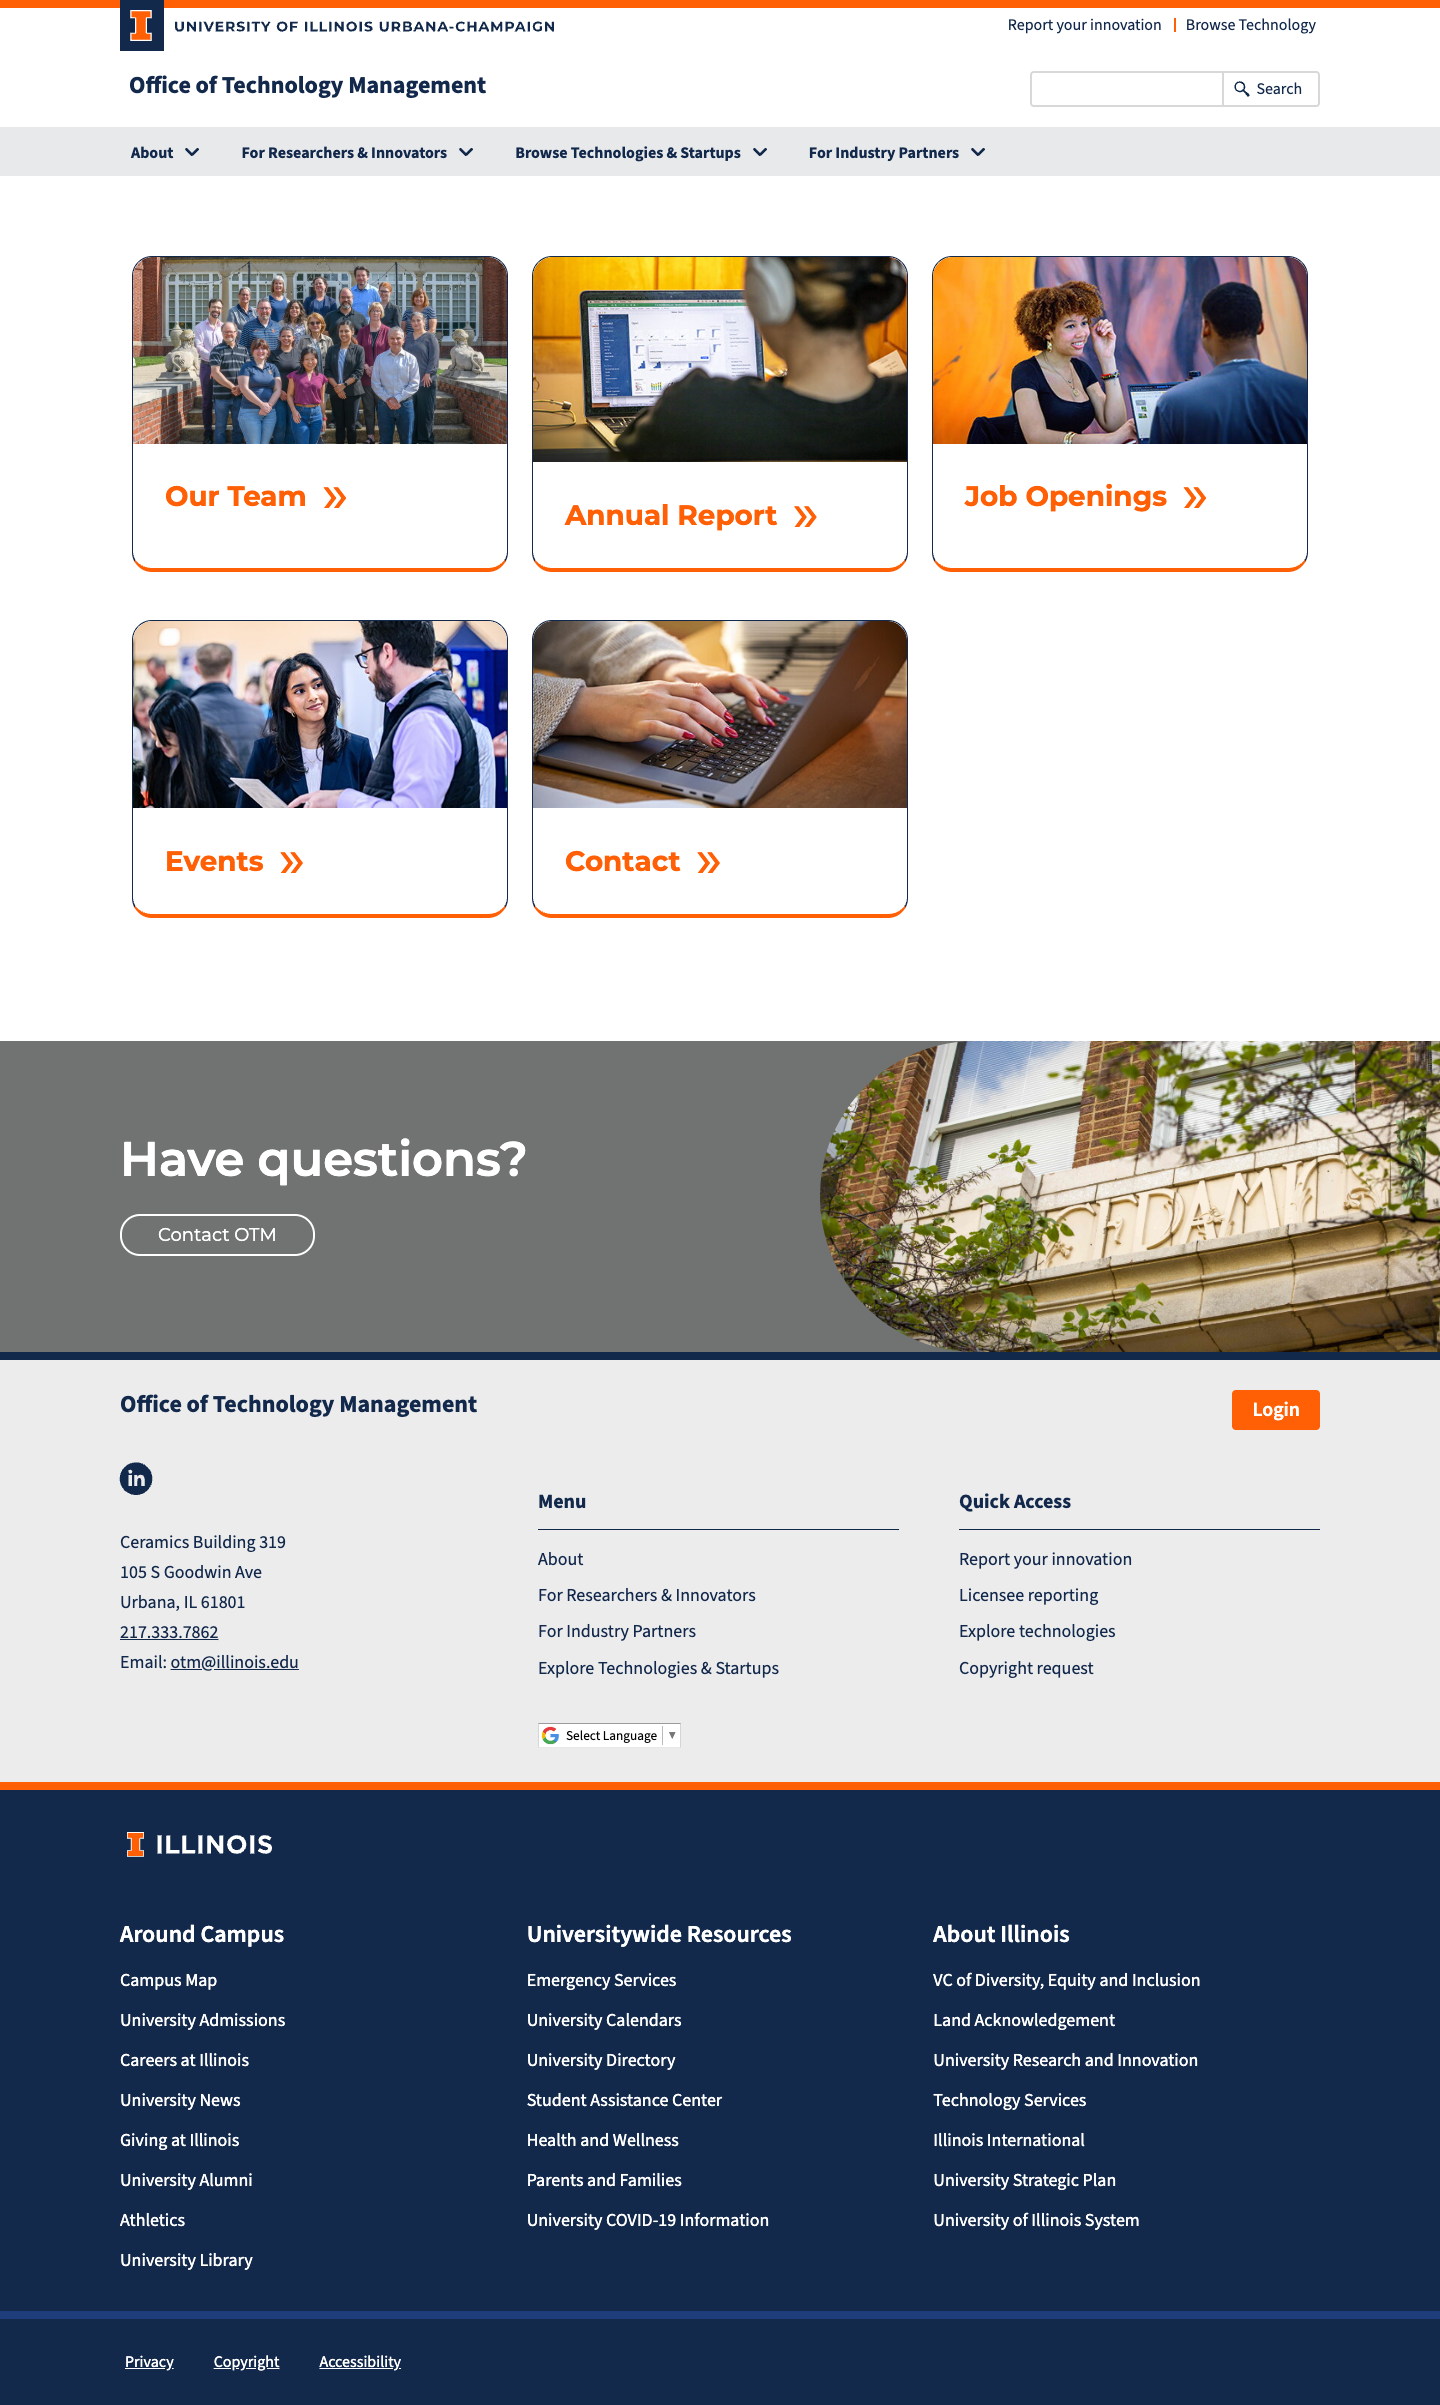 UNIVERSITY OF ILLINOIS URBANA-CHAMPAIGN
Report your innovation
Browse Technology
Office of Technology Management
Search
About
For Researchers & Innovators
Browse Technologies & Startups
For Industry Partners
Our Team »
Annual Report »
Job Openings »
Events »
Contact »
Have questions?
Contact OTM
Office of Technology Management
Login
in
Ceramics Building 319
105 S Goodwin Ave
Urbana, IL 61801
217.333.7862
Email: otm@illinois.edu
Menu
About
For Researchers & Innovators
For Industry Partners
Explore Technologies & Startups
Quick Access
Report your innovation
Licensee reporting
Explore technologies
Copyright request
Select Language ▼
ILLINOIS
Around Campus
Campus Map
University Admissions
Careers at Illinois
University News
Giving at Illinois
University Alumni
Athletics
University Library
Universitywide Resources
Emergency Services
University Calendars
University Directory
Student Assistance Center
Health and Wellness
Parents and Families
University COVID-19 Information
About Illinois
VC of Diversity, Equity and Inclusion
Land Acknowledgement
University Research and Innovation
Technology Services
Illinois International
University Strategic Plan
University of Illinois System
Privacy
Copyright
Accessibility